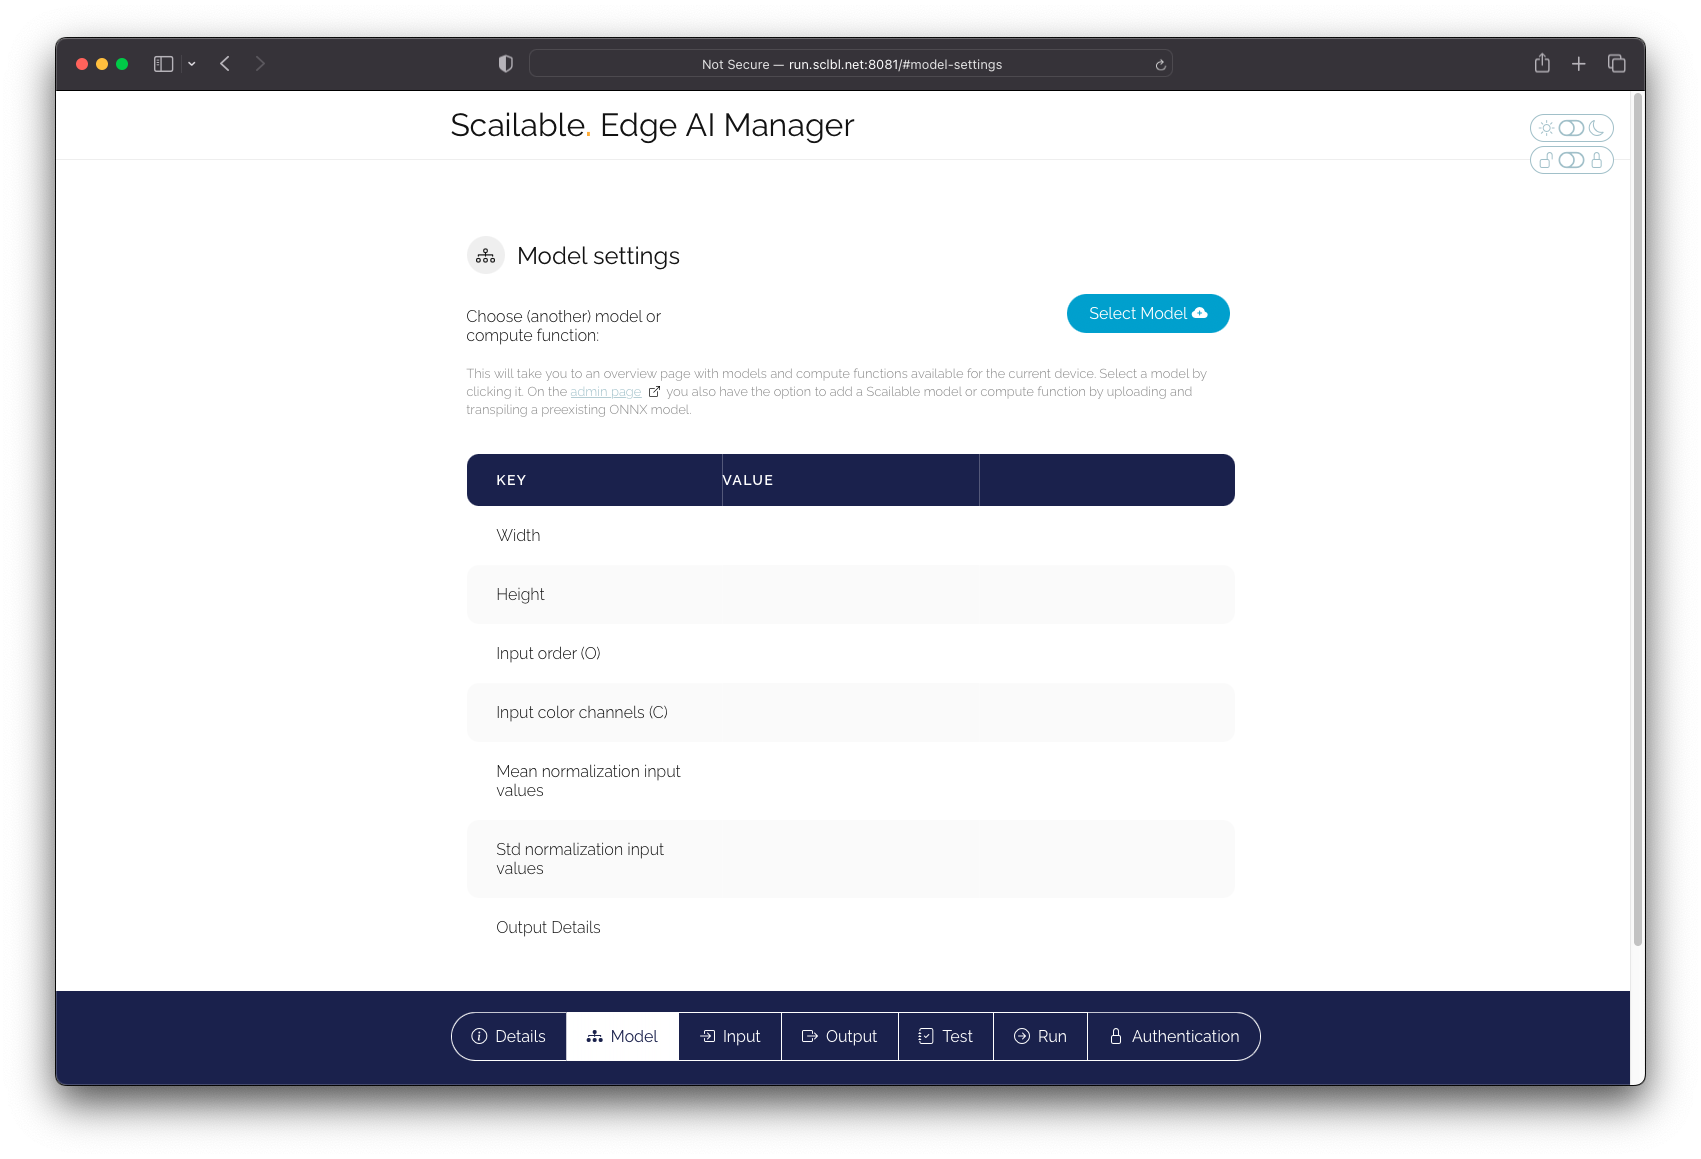 Not Secure — run.sclbl.net:8081/#model-settings
Scailable. Edge AI Manager
Model settings
Choose (another) model or
compute function:
Select Model
This will take you to an overview page with models and compute functions available for the current device. Select a model by
clicking it. On the admin page you also have the option to add a Scailable model or compute function by uploading and
transpiling a preexisting ONNX model.
KEY VALUE
Width
Height
Input order (O)
Input color channels (C)
Mean normalization input
values
Std normalization input
values
Output Details
Details Model Input Output Test Run Authentication